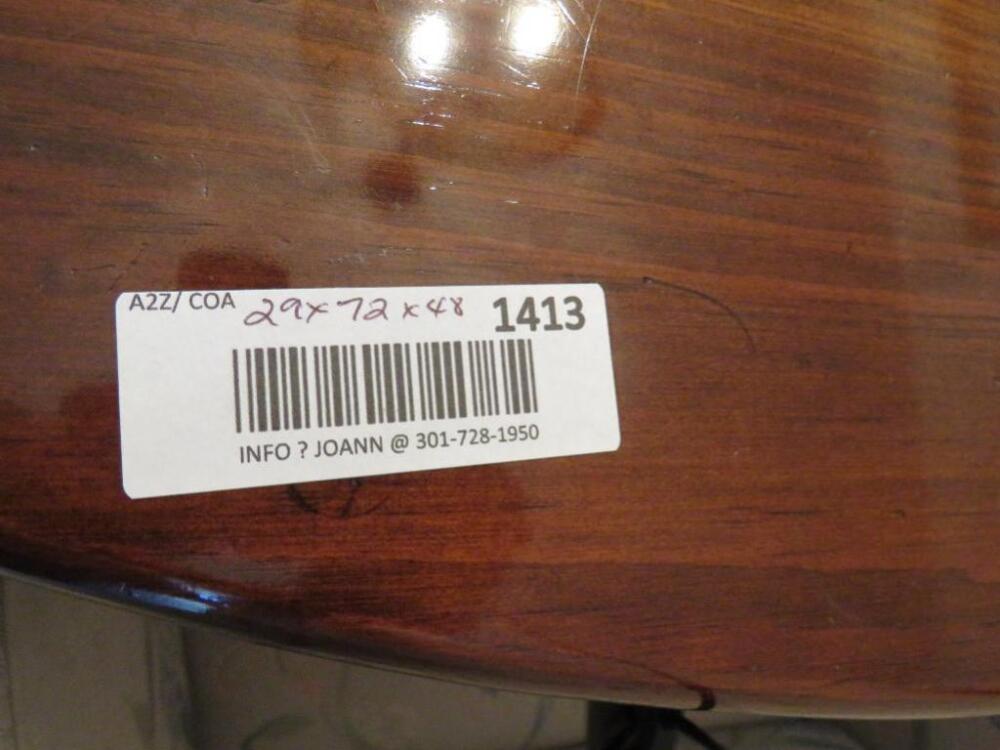 A2Z/ COA 29x72x48 1413
INFO ? JOANN @ 301-728-1950